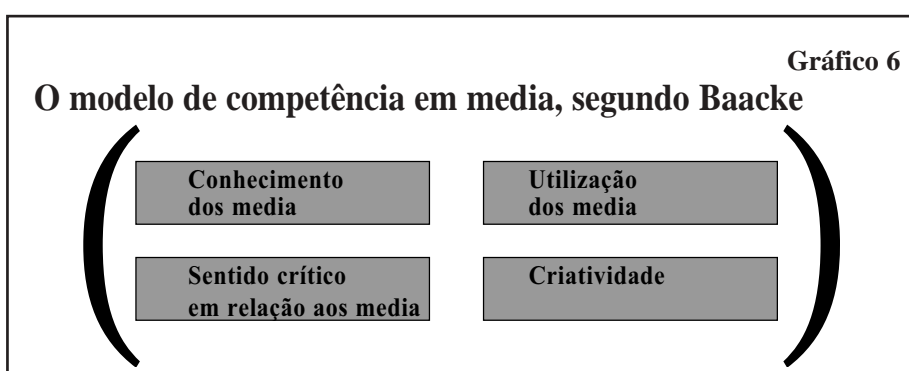 Gráfico 6
O modelo de competência em media, segundo Baacke
Conhecimento
dos media
Utilização
dos media
Sentido crítico
em relação aos media
Criatividade